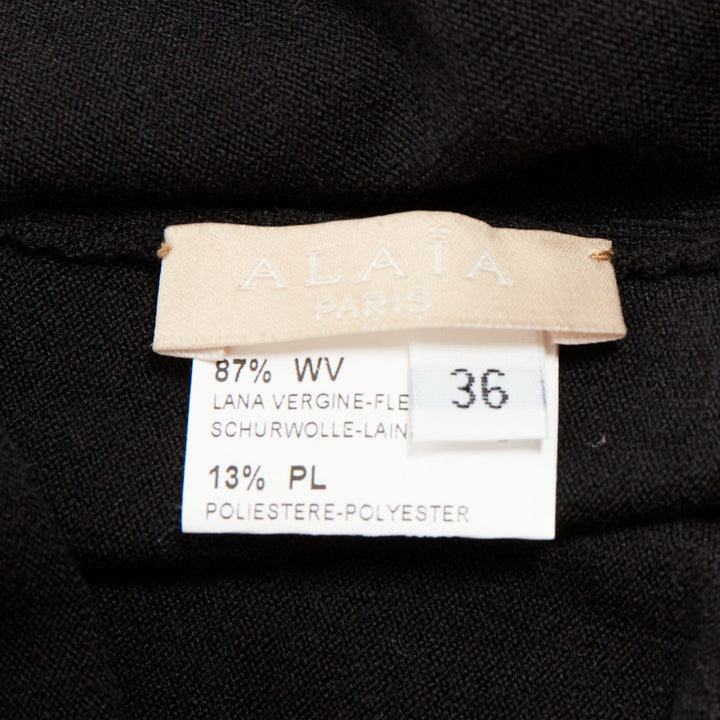 ALAÏA
PARIS
87% WV
36
LANA VERGINE-FLE
SCHURWOLLE-LAIN
13% PL
POLIESTERE-POLYESTER